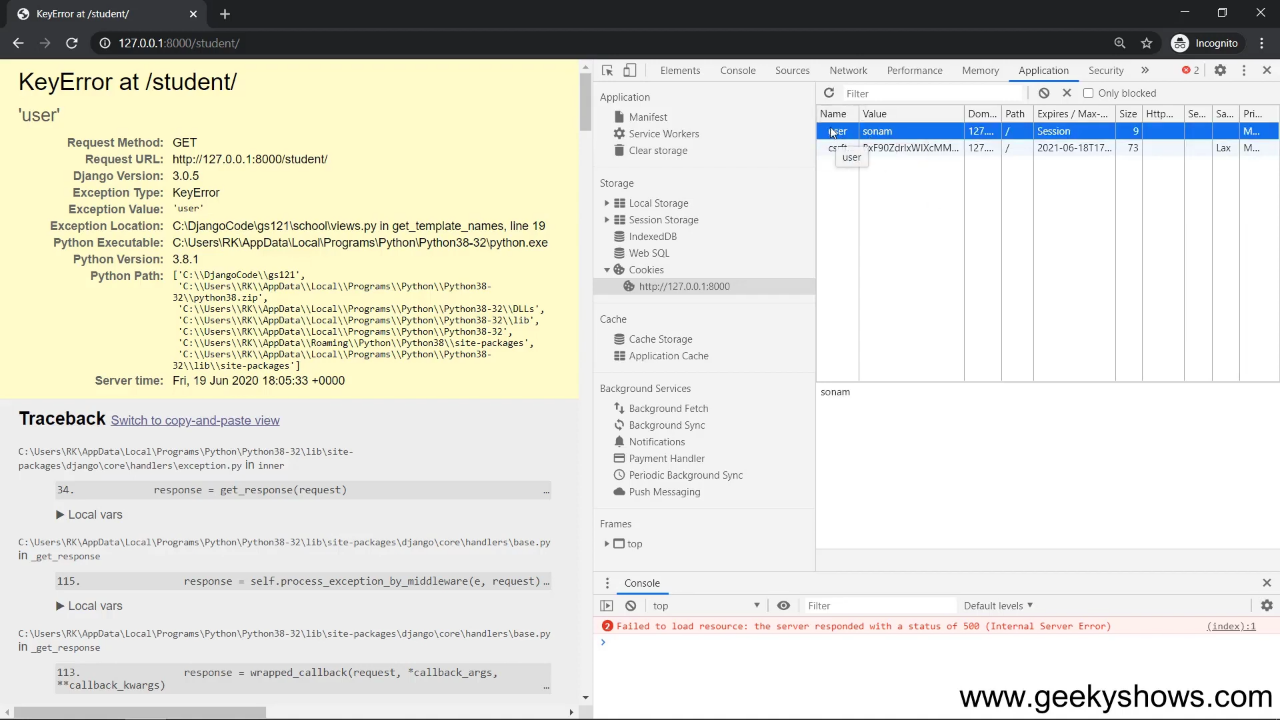 KeyError at /student/
127.0.0.1:8000/student/
Incognito
KeyError at /student/
'user'
Request Method: GET
Request URL: http://127.0.0.1:8000/student/
Django Version: 3.0.5
Exception Type: KeyError
Exception Value: 'user'
Exception Location: C:\DjangoCode\gs121\school\views.py in get_template_names, line 19
Python Executable: C:\Users\RK\AppData\Local\Programs\Python\Python38-32\python.exe
Python Version: 3.8.1
Python Path: ['C:\\DjangoCode\\gs121',
'C:\\Users\\RK\\AppData\\Local\\Programs\\Python\\Python38-
32\\python38.zip',
'C:\\Users\\RK\\AppData\\Local\\Programs\\Python\\Python38-32\\DLLs',
'C:\\Users\\RK\\AppData\\Local\\Programs\\Python\\Python38-32\\lib',
'C:\\Users\\RK\\AppData\\Local\\Programs\\Python\\Python38-32',
'C:\\Users\\RK\\AppData\\Roaming\\Python\\Python38\\site-packages',
'C:\\Users\\RK\\AppData\\Local\\Programs\\Python\\Python38-
32\\lib\\site-packages']
Server time: Fri, 19 Jun 2020 18:05:33 +0000
Traceback Switch to copy-and-paste view
C:\Users\RK\AppData\Local\Programs\Python\Python38-32\lib\site-
packages\django\core\handlers\exception.py in inner
34. response = get_response(request) …
▶ Local vars
C:\Users\RK\AppData\Local\Programs\Python\Python38-32\lib\site-packages\django\core\handlers\base.py
in _get_response
115. response = self.process_exception_by_middleware(e, request) …
▶ Local vars
C:\Users\RK\AppData\Local\Programs\Python\Python38-32\lib\site-packages\django\core\handlers\base.py
in _get_response
113. response = wrapped_callback(request, *callback_args,
**callback_kwargs) …
Elements Console Sources Network Performance Memory Application Security » 2
Application
Manifest
Service Workers
Clear storage
Storage
Local Storage
Session Storage
IndexedDB
Web SQL
Cookies
http://127.0.0.1:8000
Cache
Cache Storage
Application Cache
Background Services
Background Fetch
Background Sync
Notifications
Payment Handler
Periodic Background Sync
Push Messaging
Frames
top
Filter Only blocked
Name Value Dom... Path Expires / Max-... Size Http... Se... Sa... Pri...
user sonam 127.... / Session 9 M...
127.... / 2021-06-18T17... 73 Lax M...
user
sonam
Console
top Filter Default levels
2 Failed to load resource: the server responded with a status of 500 (Internal Server Error) (index):1
www.geekyshows.com